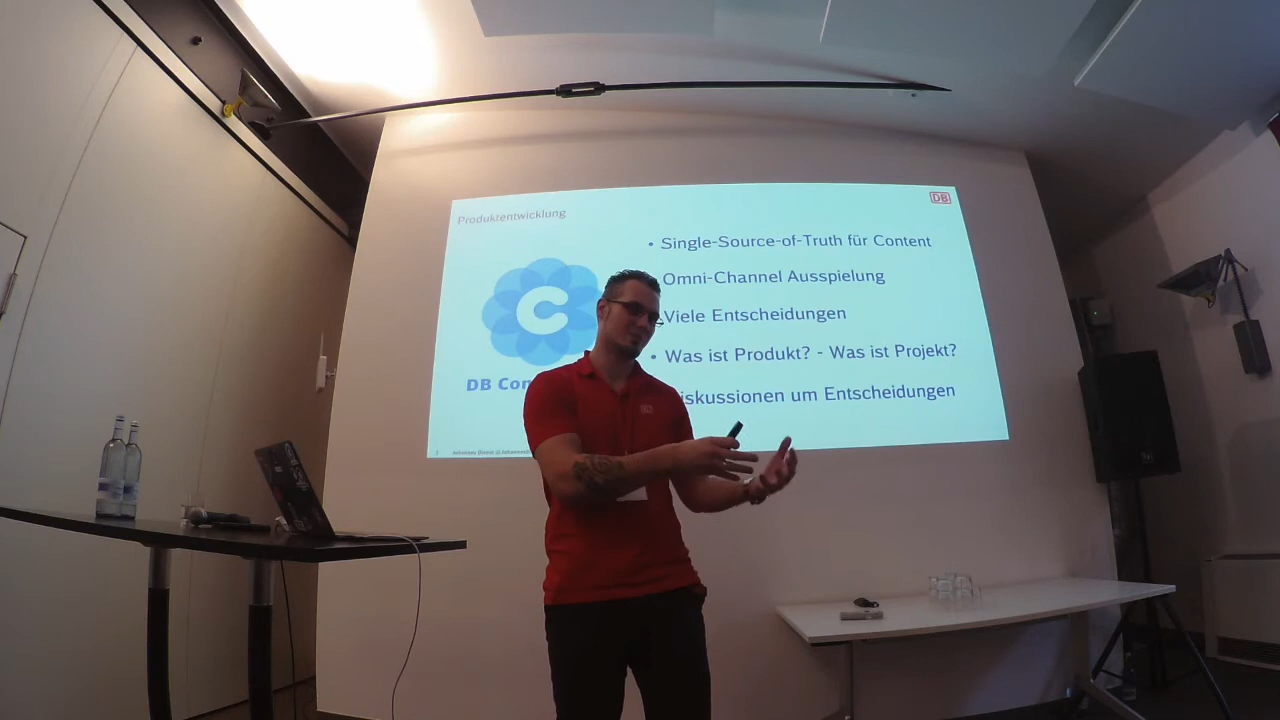 Produktentwicklung
DB
• Single-Source-of-Truth für Content
Omni-Channel Ausspielung
Viele Entscheidungen
• Was ist Produkt? - Was ist Projekt?
iskussionen um Entscheidungen
DB Con
DB